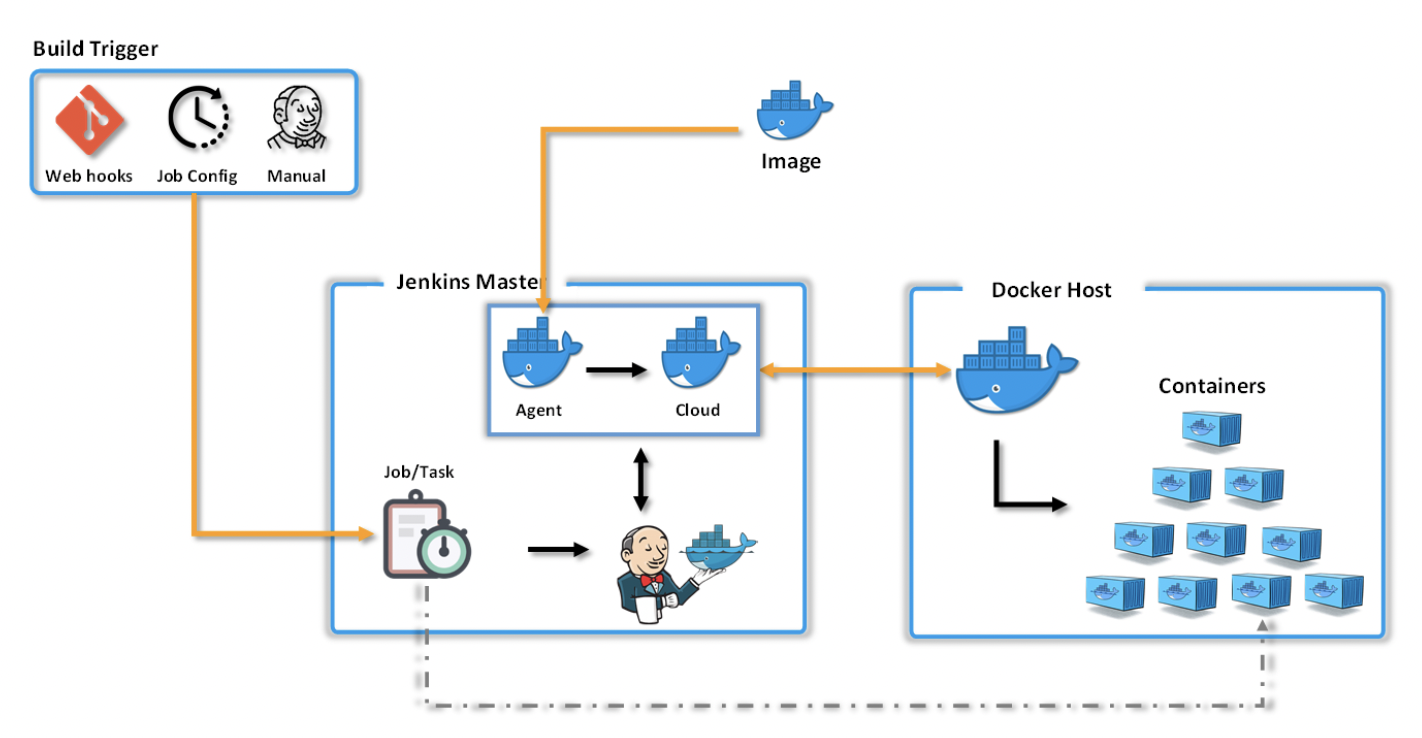 Build Trigger
Web hooks
Job Config
Manual
Image
Jenkins Master
Docker Host
Agent
Cloud
Containers
Job/Task